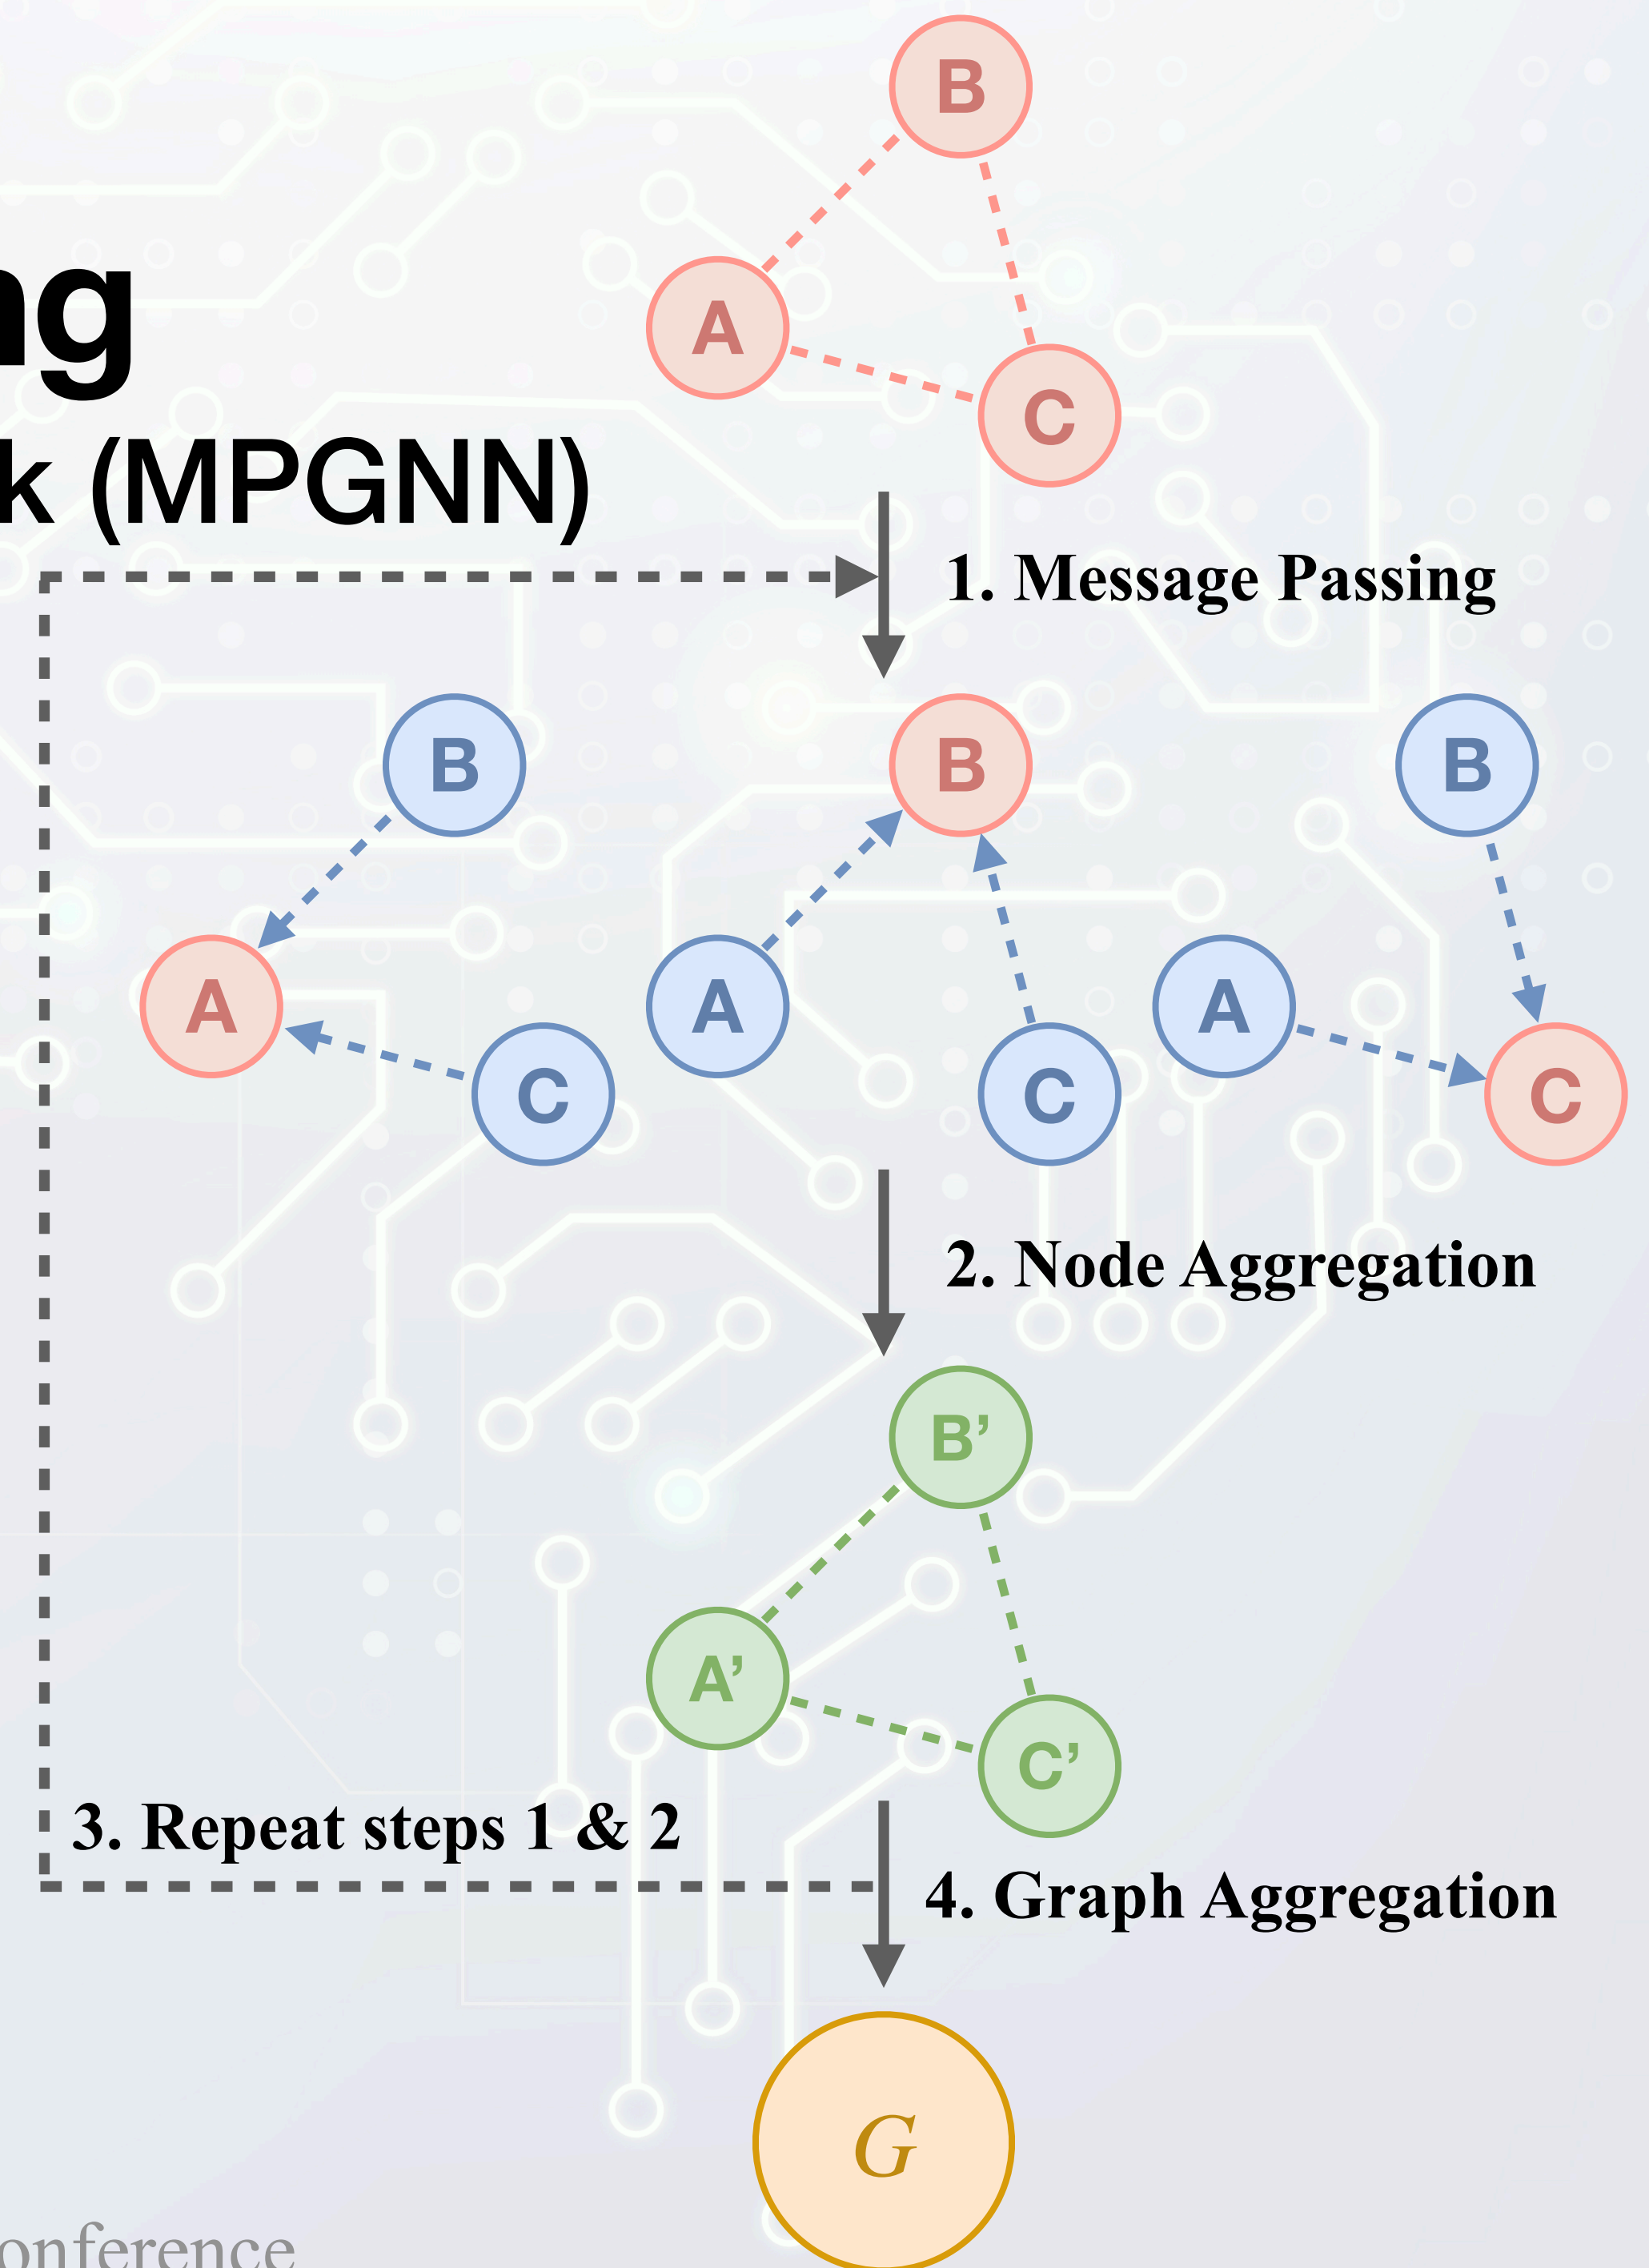 ng
k (MPGNN)
B
A
C
1. Message Passing
B
B
B
A
A
A
C
C
C
2. Node Aggregation
B’
A’
C’
3. Repeat steps 1 & 2
4. Graph Aggregation
G
onference